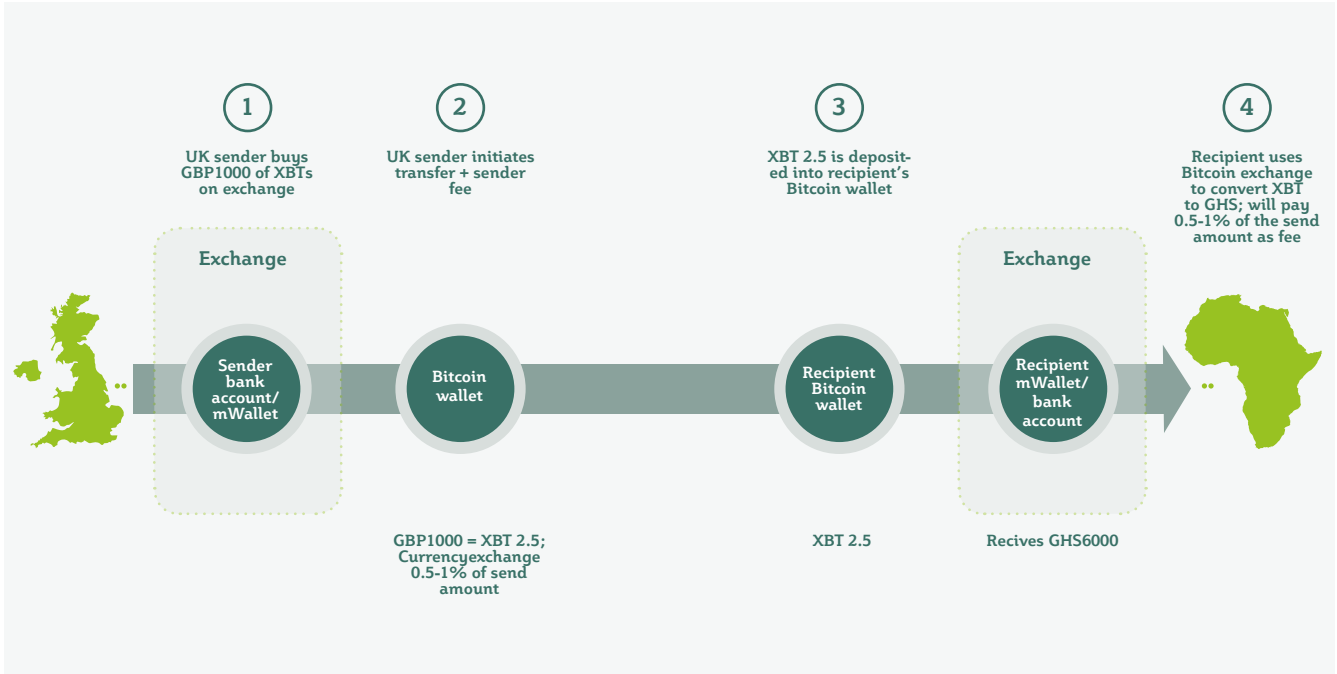 1
UK sender buys
GBP1000 of XBTs
on exchange
2
UK sender initiates
transfer + sender
fee
3
XBT 2.5 is deposit-
ed into recipient's
Bitcoin wallet
4
Recipient uses
Bitcoin exchange
to convert XBT
to GHS; will pay
0.5-1% of the send
amount as fee
Exchange
Exchange
Sender
bank
account/
mWallet
Bitcoin
wallet
Recipient
Bitcoin
wallet
Recipient
mWallet/
bank
account
GBP1000 = XBT 2.5;
Currencyexchange
0.5-1% of send
amount
XBT 2.5
Recives GHS6000